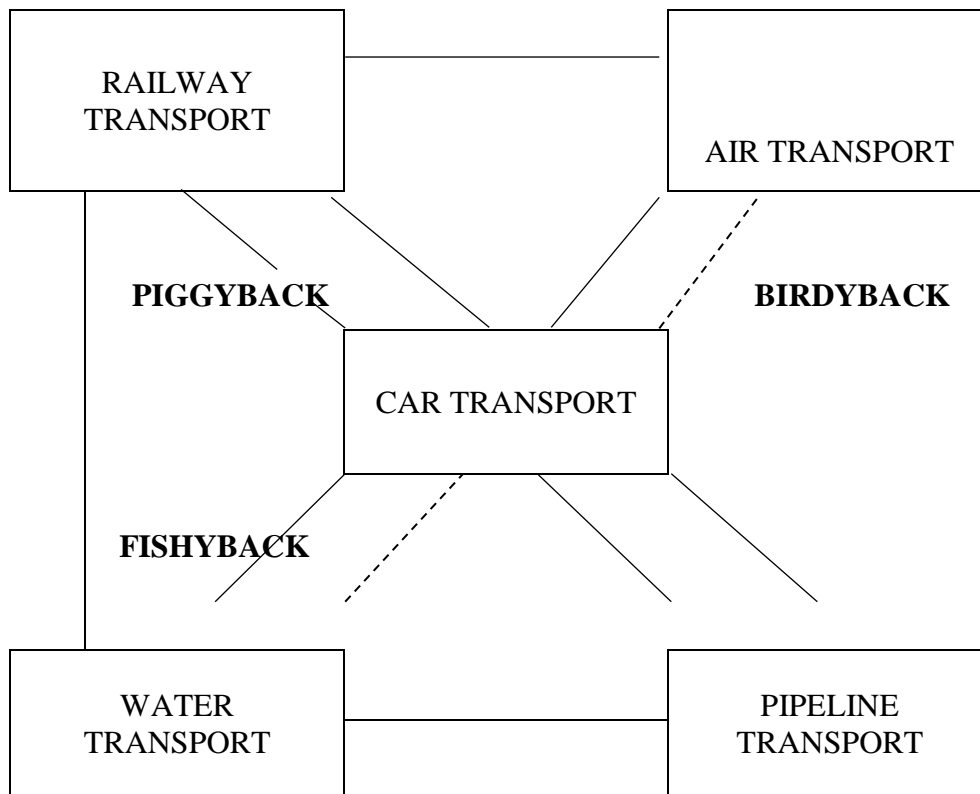 RAILWAY
TRANSPORT
AIR TRANSPORT
PIGGYBACK
BIRDYBACK
CAR TRANSPORT
FISHYBACK
WATER
TRANSPORT
PIPELINE
TRANSPORT